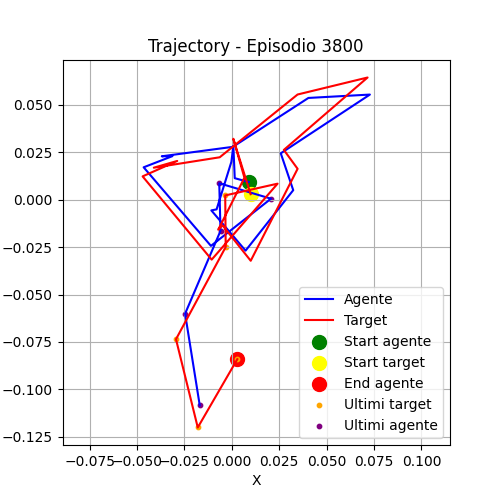 Trajectory - Episodio 3800
0.050
0.025
0.000
−0.025
−0.050
−0.075
−0.100
−0.125
Agente
Target
Start agente
Start target
End agente
Ultimi target
Ultimi agente
−0.075 −0.050 −0.025 0.000 0.025 0.050 0.075 0.100
X